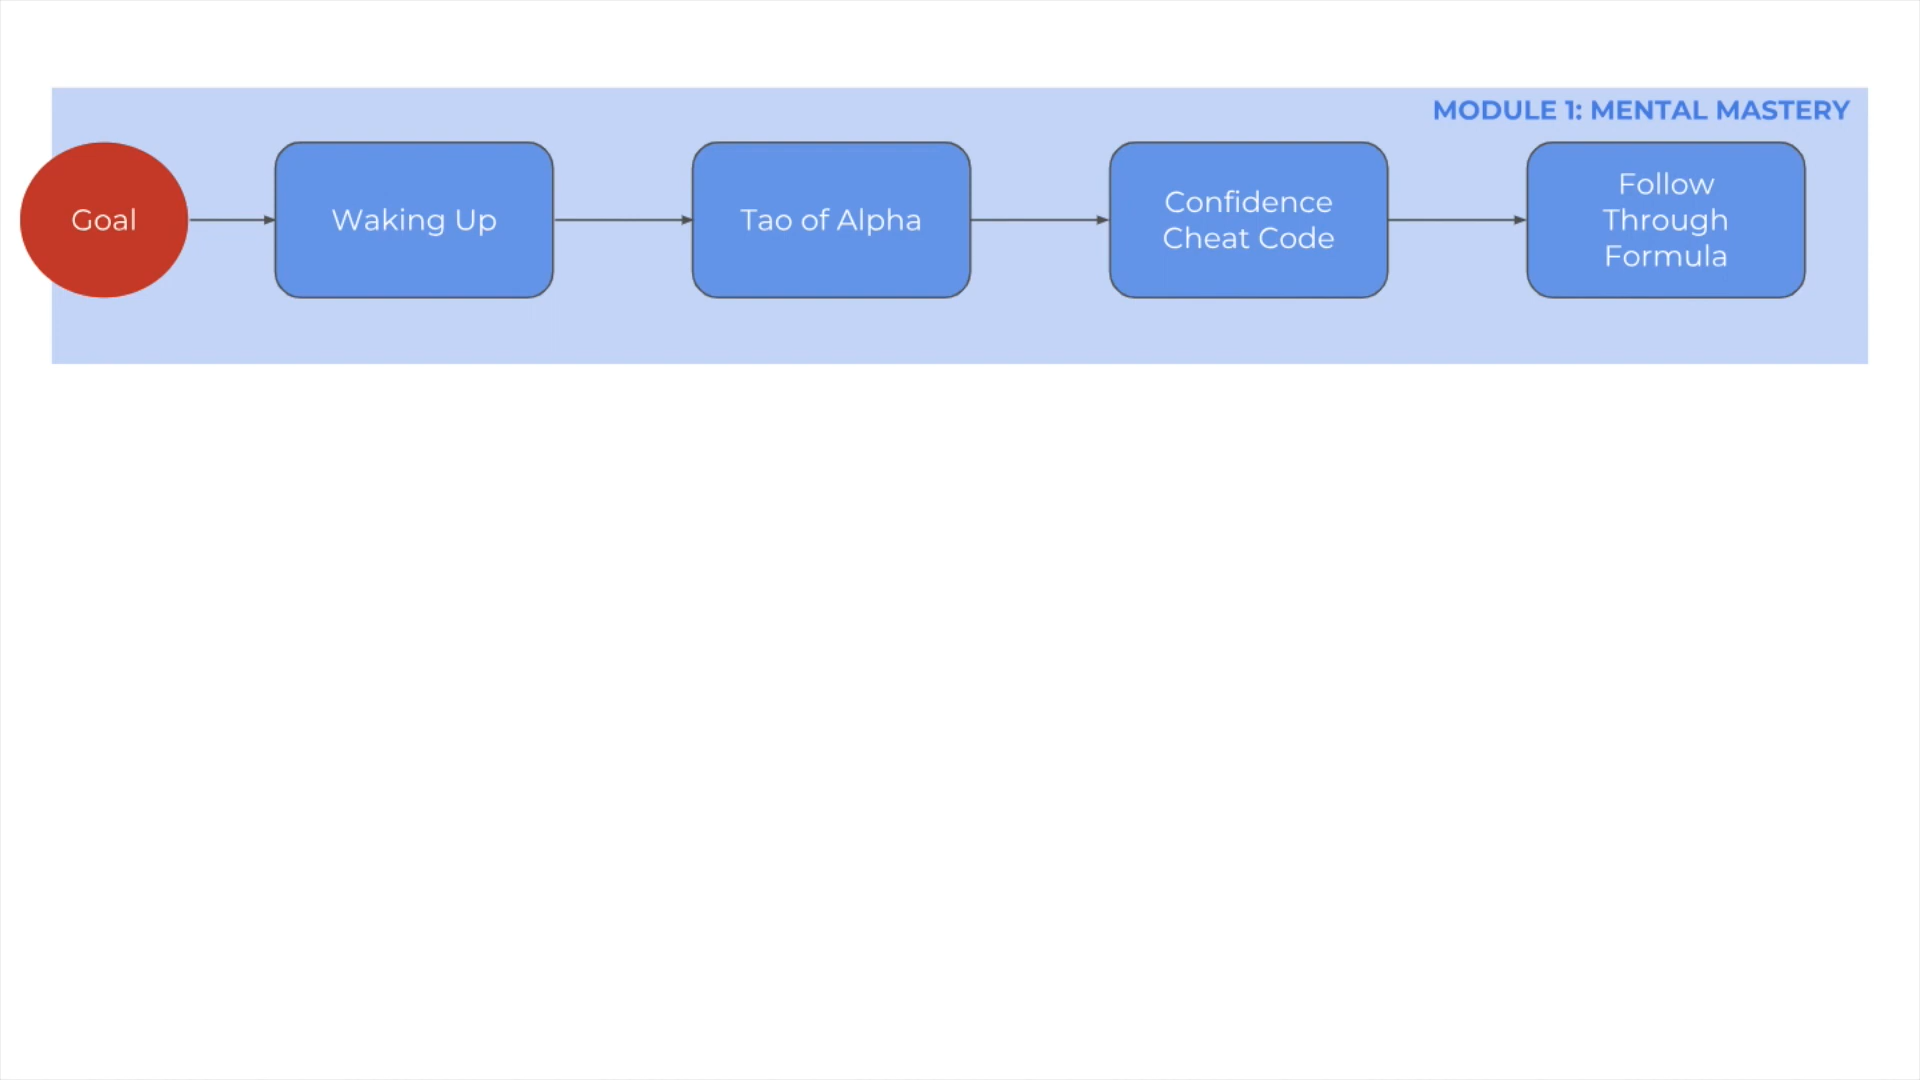 MODULE 1: MENTAL MASTERY
Goal
Waking Up
Tao of Alpha
Confidence
Cheat Code
Follow
Through
Formula